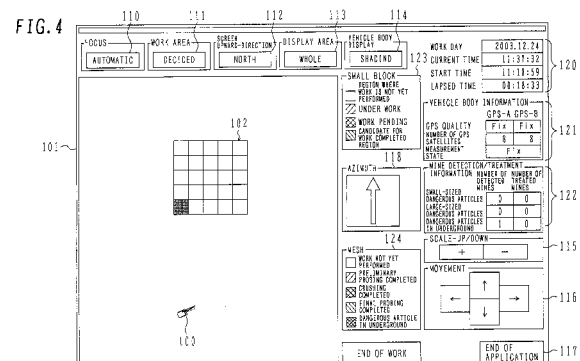 FIG.4
110
111
112
113
114
FOCUS
AUTOMATIC
WORK AREA
DECIDED
SCREEN
UPWARD-DIRECTION
NORTH
DISPLAY AREA
WHOLE
VEHICLE BODY
DISPLAY
SHADING
123
WORK DAY 2003.12.24
CURRENT TIME 11:37:32
START TIME
LAPSED TIME
120
SMALL BLOCK
REGION WHERE
WORK IS NOT YET
PERFORMED
UNDER WORK
WORK PENDING
CANDIDATE FOR
WORK COMPLETED
REGION
VEHICLE BODY INFORMATION
GPS-A GPS-B
GPS QUALITY Fix Fix
NUMBER OF GPS
SATELLITES 8 8
MEASUREMENT
STATE Fix
121
101
102
118
AZIMUTH
MINE DETECTION/TREATMENT
INFORMATION
NUMBER OF
DETECTED
MINES
NUMBER OF
TREATED
MINES
SMALL-SIZED
DANGEROUS ARTICLES 0 0
LARGE-SIZED
DANGEROUS ARTICLES 0 0
DANGEROUS ARTICLES
IN UNDERGROUND 1 0
122
124
MESH
WORK NOT YET
PERFORMED
PRELIMINARY
PROBING COMPLETED
CRUSHING
COMPLETED
FINAL PROBING
COMPLETED
DANGEROUS ARTICLE
IN UNDERGROUND
SCALE-UP/DOWN
+ -
115
MOVEMENT
← ↑ ↓ →
116
100
END OF WORK
END OF
APPLICATION
117